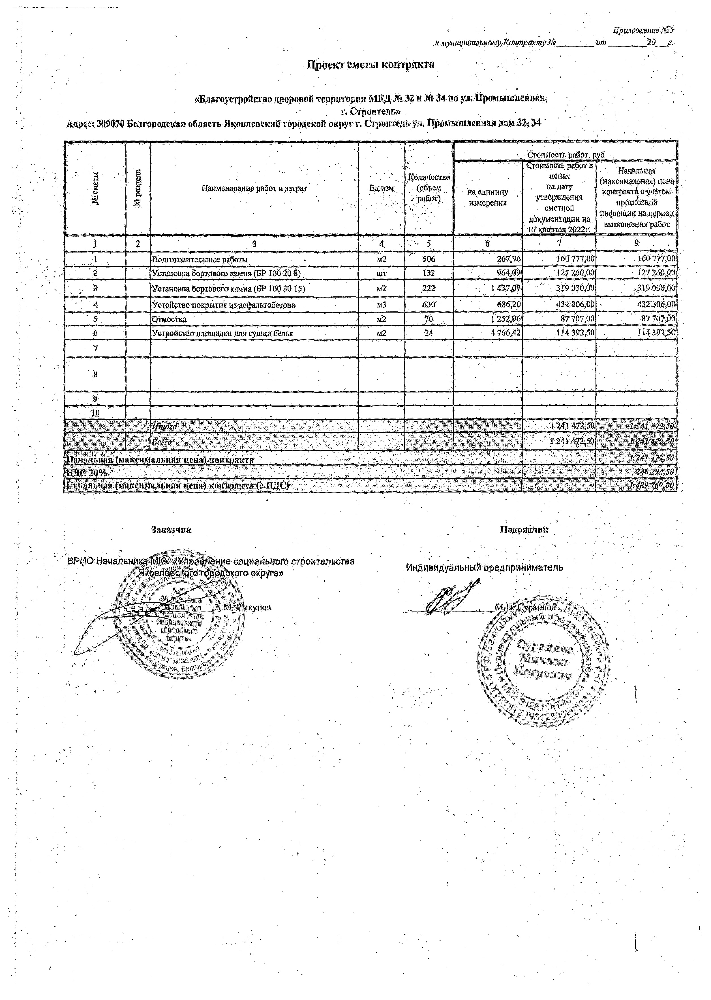 Приложение №5
к муниципальному Контракту №________ от ________20__ г.
Проект сметы контракта
«Благоустройство дворовой территории МКД № 32 и № 34 по ул. Промышленная,
г. Строитель»
Адрес: 309070 Белгородская область Яковлевский городской округ г. Строитель ул. Промышленная дом 32, 34
№ сметы
№ раздела
Наименование работ и затрат
Ед.изм
Количество
(объем
работ)
Стоимость работ, руб
на единицу
измерения
Стоимость работ в
ценах
на дату
утверждения
сметной
документации на
III квартал 2022г.
Начальная
(максимальная) цена
контракта с учетом
прогнозной
инфляции на период
выполнения работ
1 2 3 4 5 6 7 9
1 Подготовительные работы м2 506 267,96 160 777,00 160 777,00
2 Установка бортового камня (БР 100 20 8) шт 132 964,09 127 260,00 127 260,00
3 Установка бортового камня (БР 100 30 15) м2 222 1 437,07 319 030,00 319 030,00
4 Устойство покрытия из асфальтобетона м3 630 686,20 432 306,00 432 306,00
5 Отмостка м2 70 1 252,96 87 707,00 87 707,00
6 Устройство площадки для сушки белья м2 24 4 766,42 114 392,50 114 392,50
7
8
9
10
Итого 1 241 472,50 1 241 472,50
Всего 1 241 472,50 1 241 472,50
Начальная (максимальная цена) контракта 1 241 472,50
НДС 20% 248 294,50
Начальная (максимальная цена) контракта (с НДС) 1 489 767,00
Заказчик
Подрядчик
ВРИО Начальника МКУ «Управление социального строительства
Яковлевского городского округа»
Индивидуальный предприниматель
А.М. Рыкунов
М.П. Сураилов
МКУ
«Управление
социального
строительства
Яковлевского
городского
округа»
РФ, Белгородская Шебекинский р-н
Индивидуальный предприниматель
Сураилов
Михаил
Петрович
ИНН 312011674419
ОГРНИП